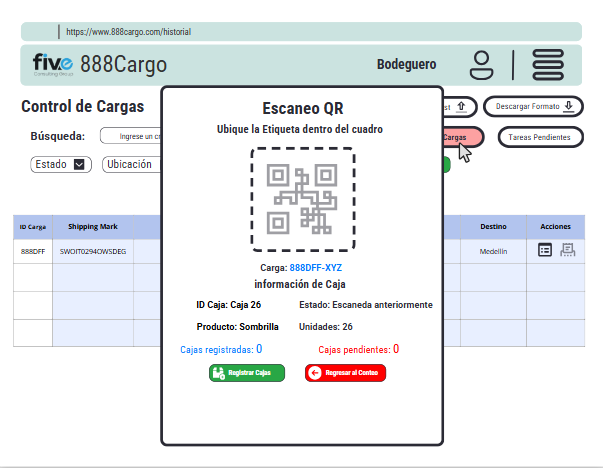 https://www.888cargo.com/historial
five
Consulting Group
888Cargo
Bodeguero
Control de Cargas
st
Descargar Formato
Búsqueda:
Ingrese un cr
Cargas
Tareas Pendientes
Estado
Ubicación
ID Carga
Shipping Mark
Destino
Acciones
888DFF
SWOIT0294OWSDEG
Medellín
Escaneo QR
Ubique la Etiqueta dentro del cuadro
Carga: 888DFF-XYZ
información de Caja
ID Caja: Caja 26
Estado: Escaneda anteriormente
Producto: Sombrilla
Unidades: 26
Cajas registradas: 0
Cajas pendientes: 0
Registrar Cajas
Regresar al Conteo